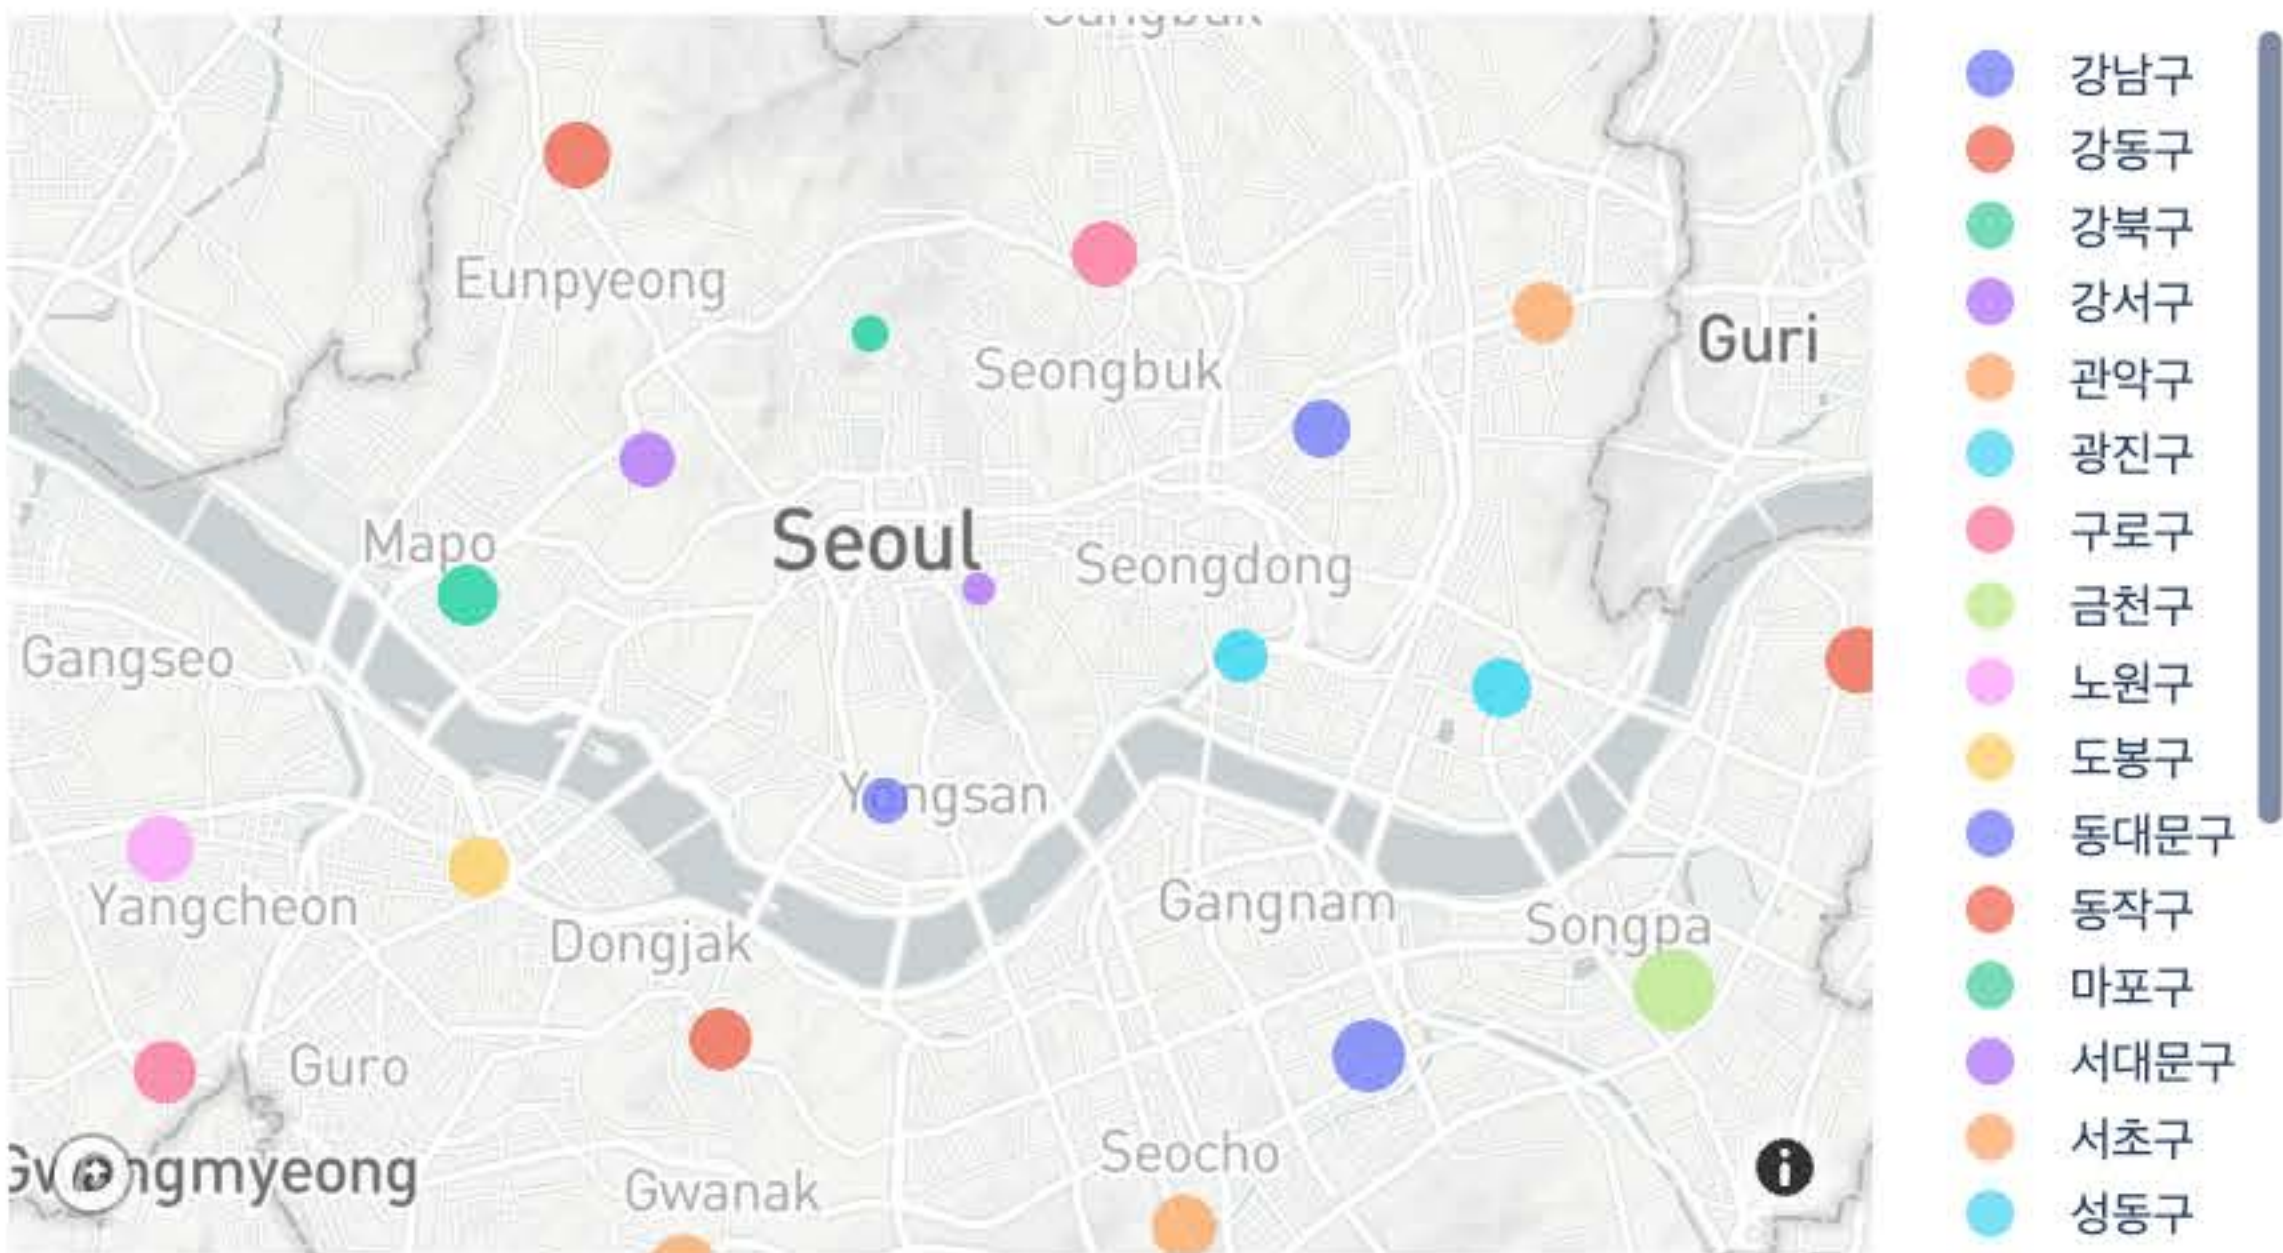 Eunpyeong
Seongbuk
Guri
Mapo
Seoul
Seongdong
Gangseo
Yongsan
Yangcheon
Gangnam
Dongjak
Songpa
Guro
Seocho
Gwangmyeong
Gwanak
강남구
강동구
강북구
강서구
관악구
광진구
구로구
금천구
노원구
도봉구
동대문구
동작구
마포구
서대문구
서초구
성동구